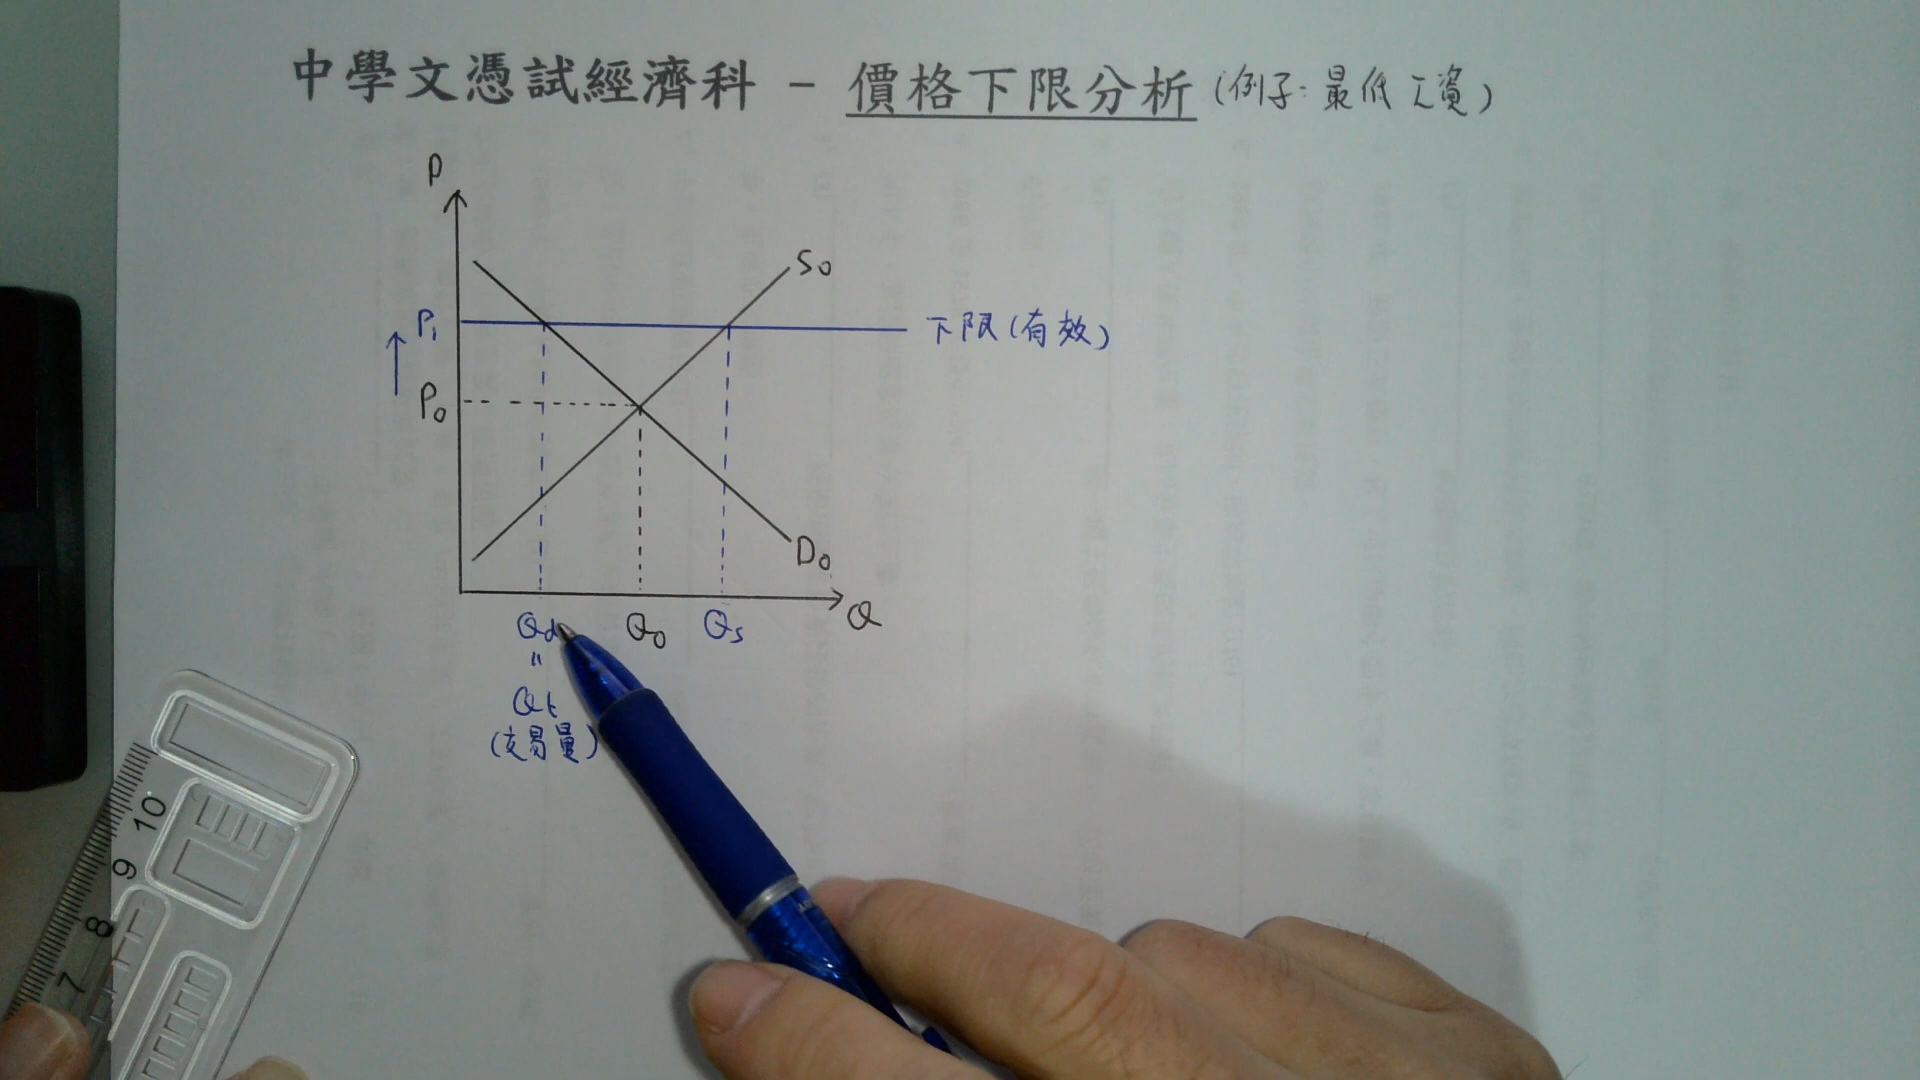 中學文憑試經濟科 - 價格下限分析(例子:最低工資)
P
S₀
P₁ 下限(有效)
P₀
D₀
Qd Q₀ Qs Q
"
Qt
(交易量)
10
9
8
7